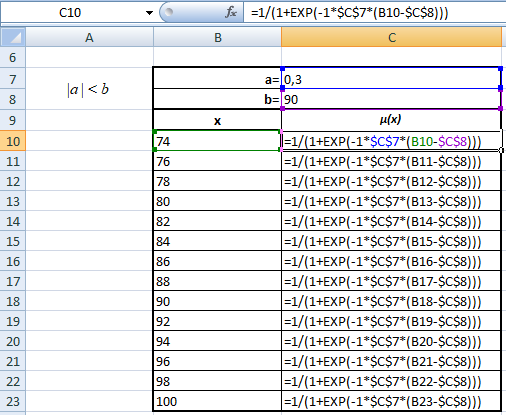 C10 fx =1/(1+EXP(-1*$C$7*(B10-$C$8)))
A B C
6
7 |a| < b a= 0,3
8 b= 90
9 x μ(x)
10 74 =1/(1+EXP(-1*$C$7*(B10-$C$8)))
11 76 =1/(1+EXP(-1*$C$7*(B11-$C$8)))
12 78 =1/(1+EXP(-1*$C$7*(B12-$C$8)))
13 80 =1/(1+EXP(-1*$C$7*(B13-$C$8)))
14 82 =1/(1+EXP(-1*$C$7*(B14-$C$8)))
15 84 =1/(1+EXP(-1*$C$7*(B15-$C$8)))
16 86 =1/(1+EXP(-1*$C$7*(B16-$C$8)))
17 88 =1/(1+EXP(-1*$C$7*(B17-$C$8)))
18 90 =1/(1+EXP(-1*$C$7*(B18-$C$8)))
19 92 =1/(1+EXP(-1*$C$7*(B19-$C$8)))
20 94 =1/(1+EXP(-1*$C$7*(B20-$C$8)))
21 96 =1/(1+EXP(-1*$C$7*(B21-$C$8)))
22 98 =1/(1+EXP(-1*$C$7*(B22-$C$8)))
23 100 =1/(1+EXP(-1*$C$7*(B23-$C$8)))